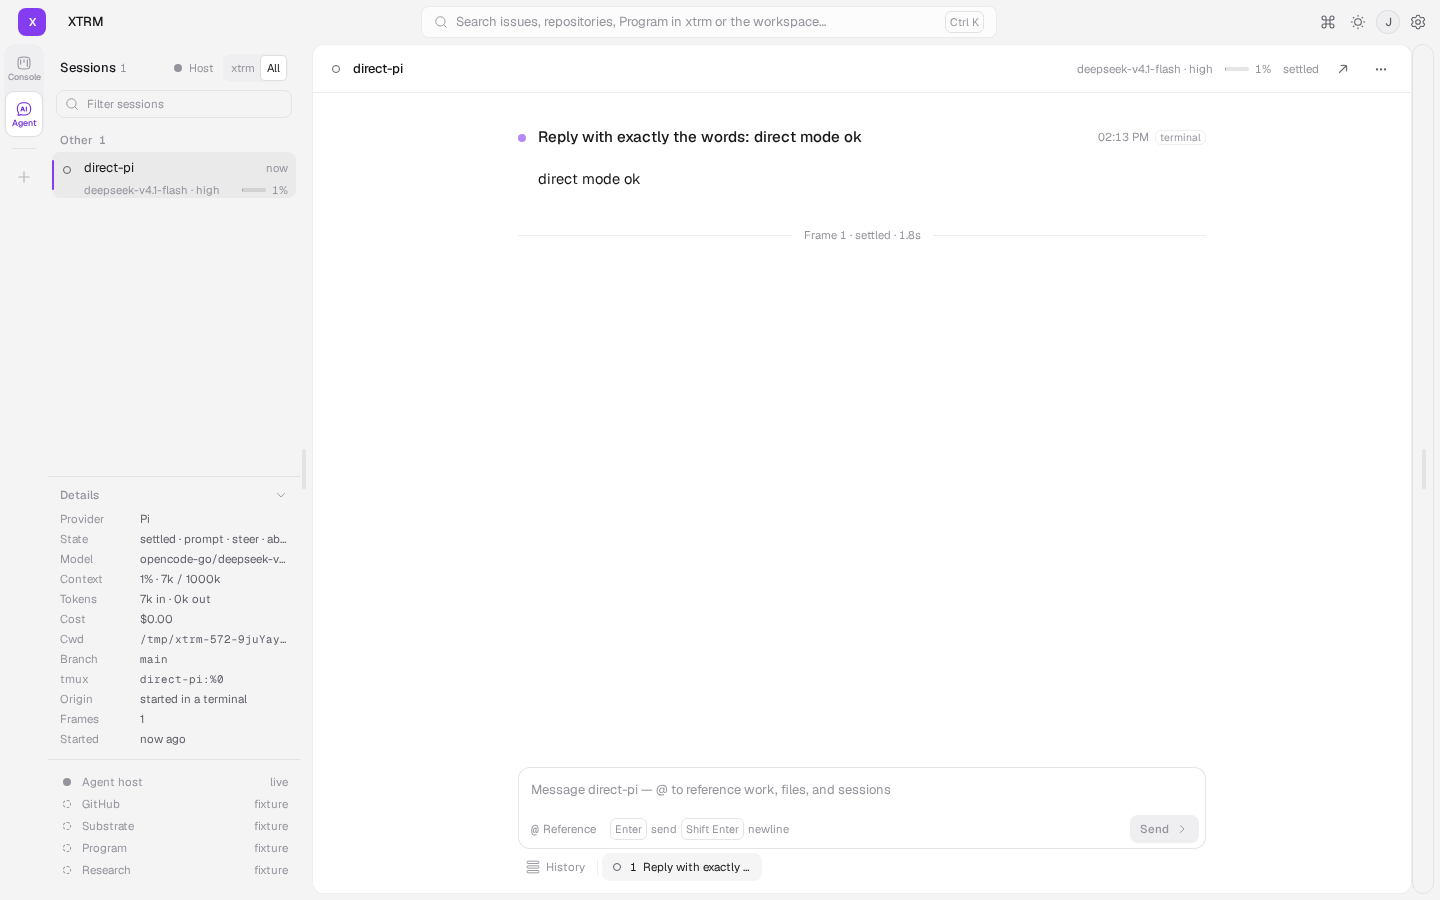 X XTRM
Search issues, repositories, Program in xtrm or the workspace… Ctrl K
J
Console
Agent
AI
Sessions 1 Host xtrm All
Filter sessions
Other 1
direct-pi now
deepseek-v4.1-flash · high 1%
Details
Provider Pi
State settled · prompt · steer · ab…
Model opencode-go/deepseek-v…
Context 1% · 7k / 1000k
Tokens 7k in · 0k out
Cost $0.00
Cwd /tmp/xtrm-572-9juYay…
Branch main
tmux direct-pi:%0
Origin started in a terminal
Frames 1
Started now ago
Agent host live
GitHub fixture
Substrate fixture
Program fixture
Research fixture
direct-pi deepseek-v4.1-flash · high 1% settled
Reply with exactly the words: direct mode ok 02:13 PM terminal
direct mode ok
Frame 1 · settled · 1.8s
Message direct-pi — @ to reference work, files, and sessions
@ Reference Enter send Shift Enter newline Send
History 1 Reply with exactly …